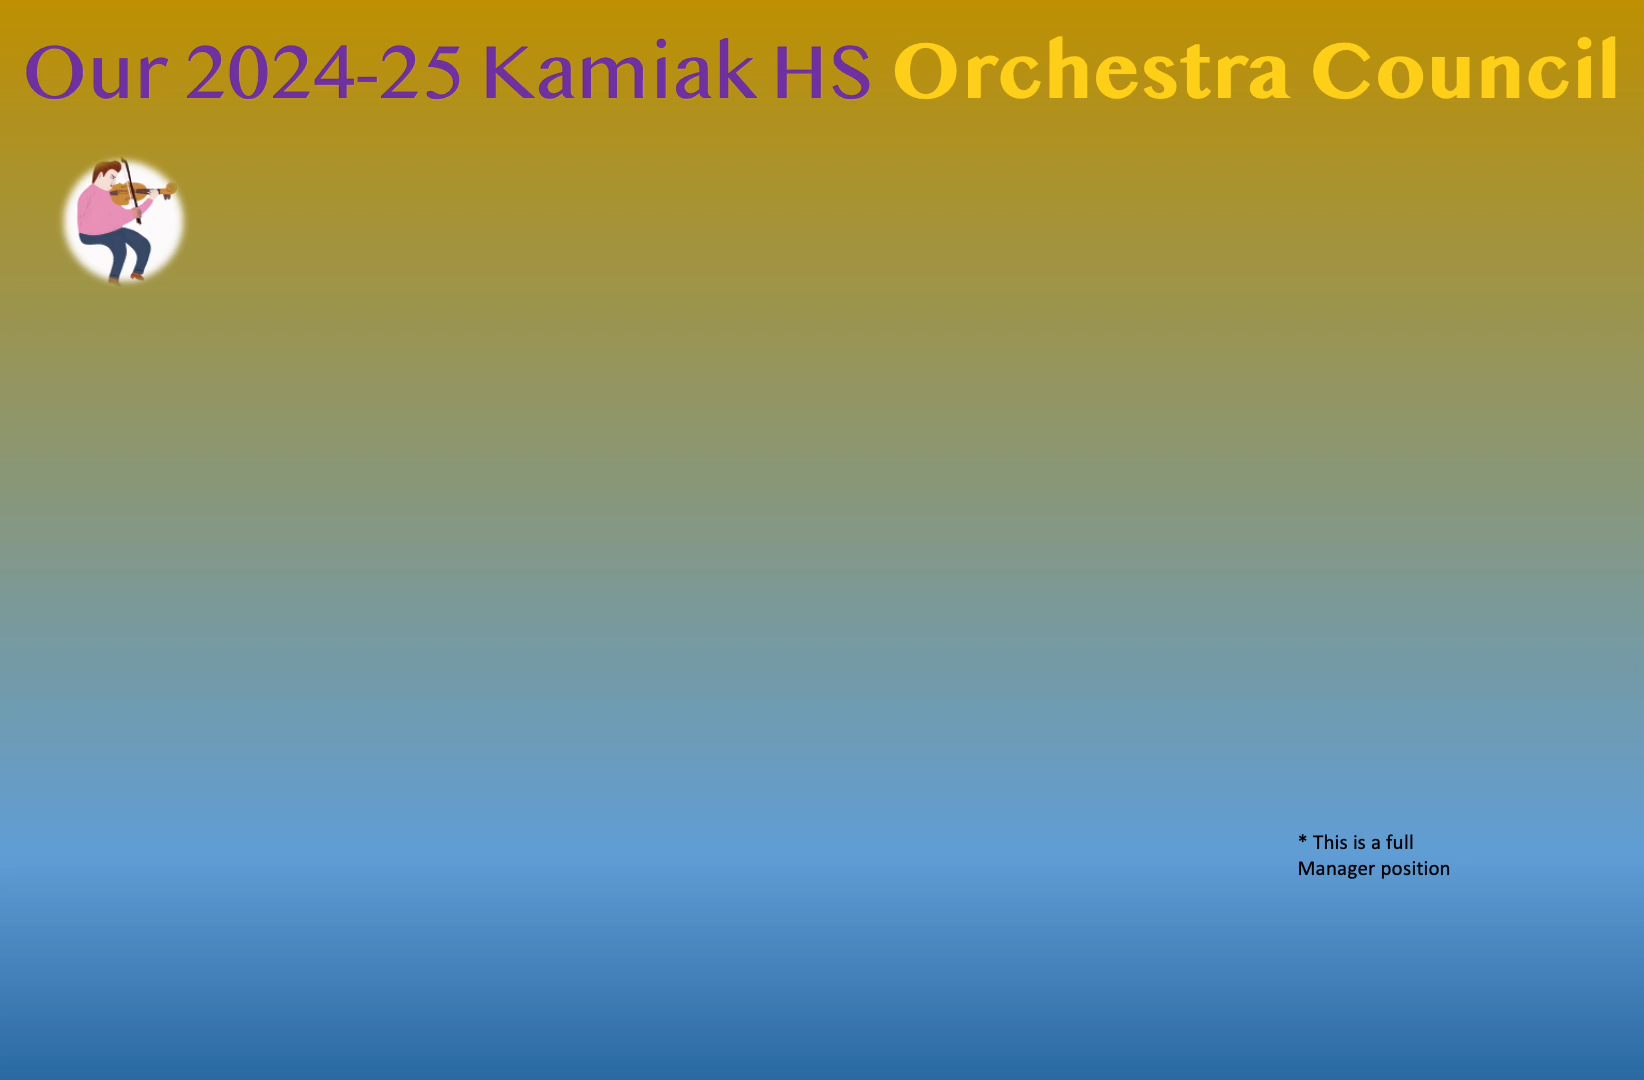 Our 2024-25 Kamiak HS Orchestra Council
* This is a full
Manager position